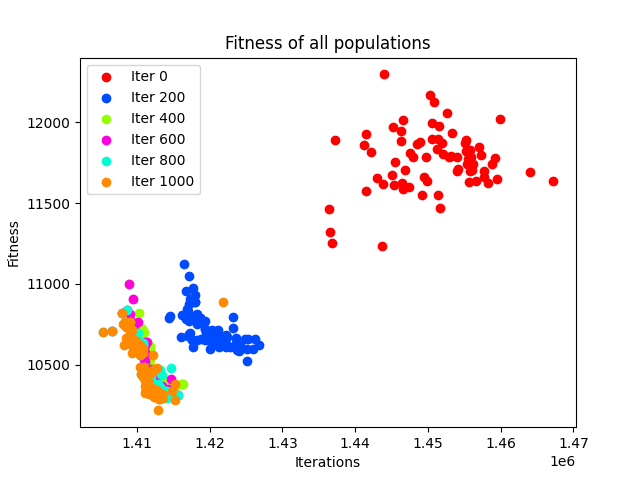 Fitness of all populations
Iter 0
Iter 200
Iter 400
Iter 600
Iter 800
Iter 1000
Fitness
12000
11500
11000
10500
1.41 1.42 1.43 1.44 1.45 1.46 1.47
Iterations
1e6